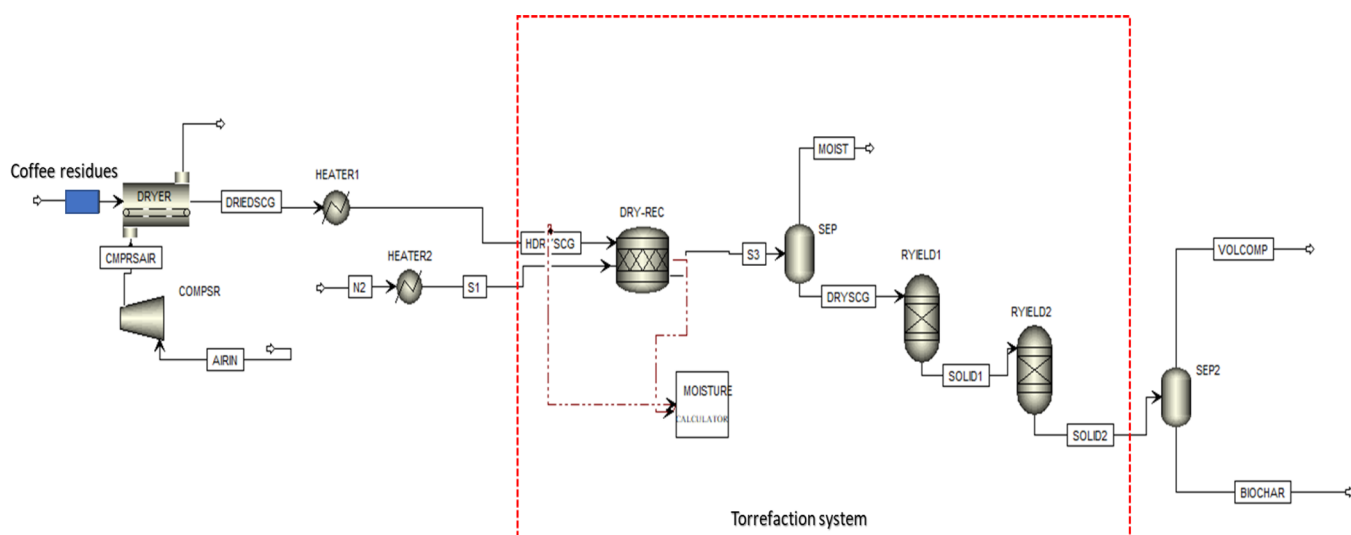 Coffee residues
DRYER
DRIEDSCG
HEATER1
CMPRSAIR
COMPSR
AIRIN
N2
HEATER2
S1
DRY-REC
MOISTURE
CALCULATOR
S3
MOIST
SEP
DRYSCG
RYIELD1
SOLID1
RYIELD2
SOLID2
VOLCOMP
SEP2
BIOCHAR
Torrefaction system